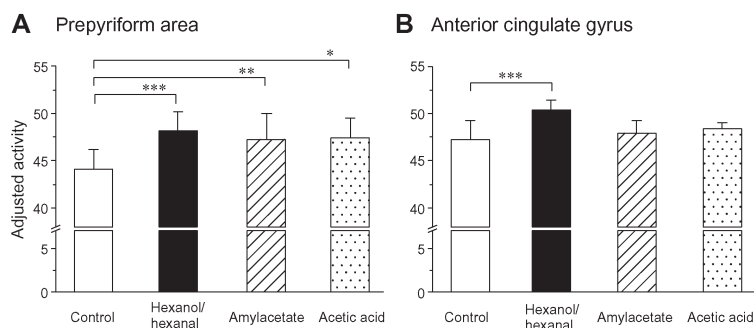 A Prepyriform area
Adjusted activity
55
50
45
40
5
0
***
**
*
Control
Hexanol/
hexanal
Amylacetate
Acetic acid
B Anterior cingulate gyrus
55
50
45
40
5
0
***
Control
Hexanol/
hexanal
Amylacetate
Acetic acid